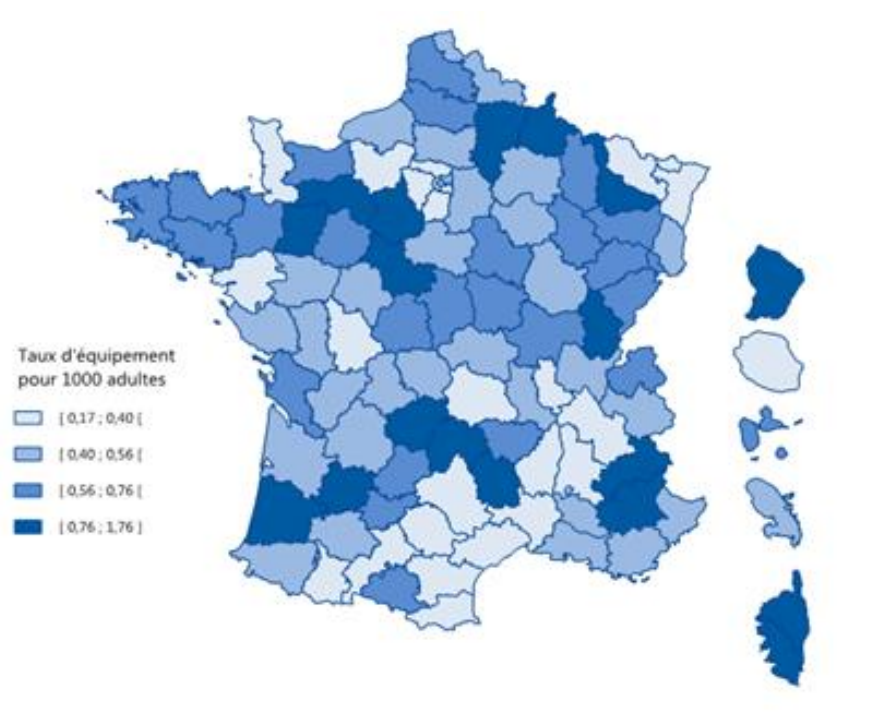 Taux d'équipement
pour 1000 adultes
[ 0,17 ; 0,40 [
[ 0,40 ; 0,56 [
[ 0,56 ; 0,76 [
[ 0,76 ; 1,76 ]